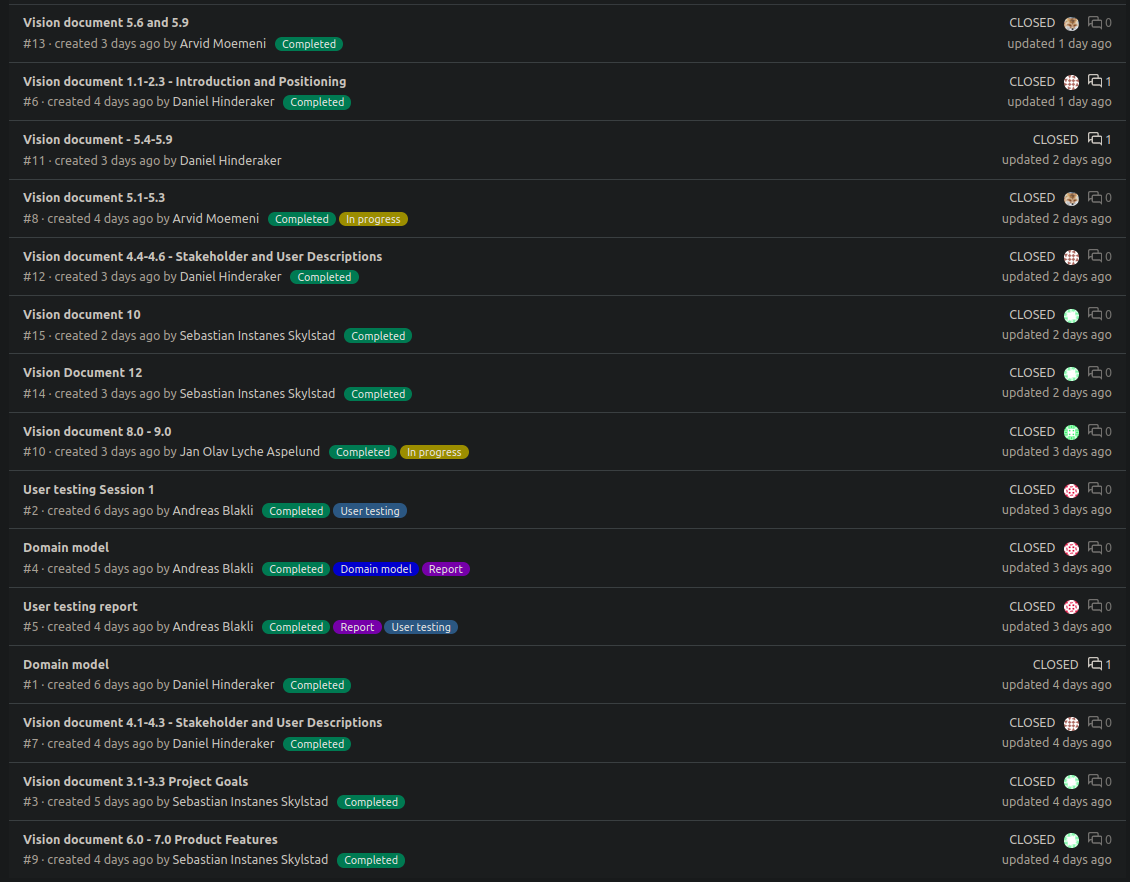 Vision document 5.6 and 5.9 CLOSED 0
#13 · created 3 days ago by Arvid Moemeni Completed updated 1 day ago
Vision document 1.1-2.3 - Introduction and Positioning CLOSED 1
#6 · created 4 days ago by Daniel Hinderaker Completed updated 1 day ago
Vision document - 5.4-5.9 CLOSED 1
#11 · created 3 days ago by Daniel Hinderaker updated 2 days ago
Vision document 5.1-5.3 CLOSED 0
#8 · created 4 days ago by Arvid Moemeni Completed In progress updated 2 days ago
Vision document 4.4-4.6 - Stakeholder and User Descriptions CLOSED 0
#12 · created 3 days ago by Daniel Hinderaker Completed updated 2 days ago
Vision document 10 CLOSED 0
#15 · created 2 days ago by Sebastian Instanes Skylstad Completed updated 2 days ago
Vision Document 12 CLOSED 0
#14 · created 3 days ago by Sebastian Instanes Skylstad Completed updated 2 days ago
Vision document 8.0 - 9.0 CLOSED 0
#10 · created 3 days ago by Jan Olav Lyche Aspelund Completed In progress updated 3 days ago
User testing Session 1 CLOSED 0
#2 · created 6 days ago by Andreas Blakli Completed User testing updated 3 days ago
Domain model CLOSED 0
#4 · created 5 days ago by Andreas Blakli Completed Domain model Report updated 3 days ago
User testing report CLOSED 0
#5 · created 4 days ago by Andreas Blakli Completed Report User testing updated 3 days ago
Domain model CLOSED 1
#1 · created 6 days ago by Daniel Hinderaker Completed updated 4 days ago
Vision document 4.1-4.3 - Stakeholder and User Descriptions CLOSED 0
#7 · created 4 days ago by Daniel Hinderaker Completed updated 4 days ago
Vision document 3.1-3.3 Project Goals CLOSED 0
#3 · created 5 days ago by Sebastian Instanes Skylstad Completed updated 4 days ago
Vision document 6.0 - 7.0 Product Features CLOSED 0
#9 · created 4 days ago by Sebastian Instanes Skylstad Completed updated 4 days ago